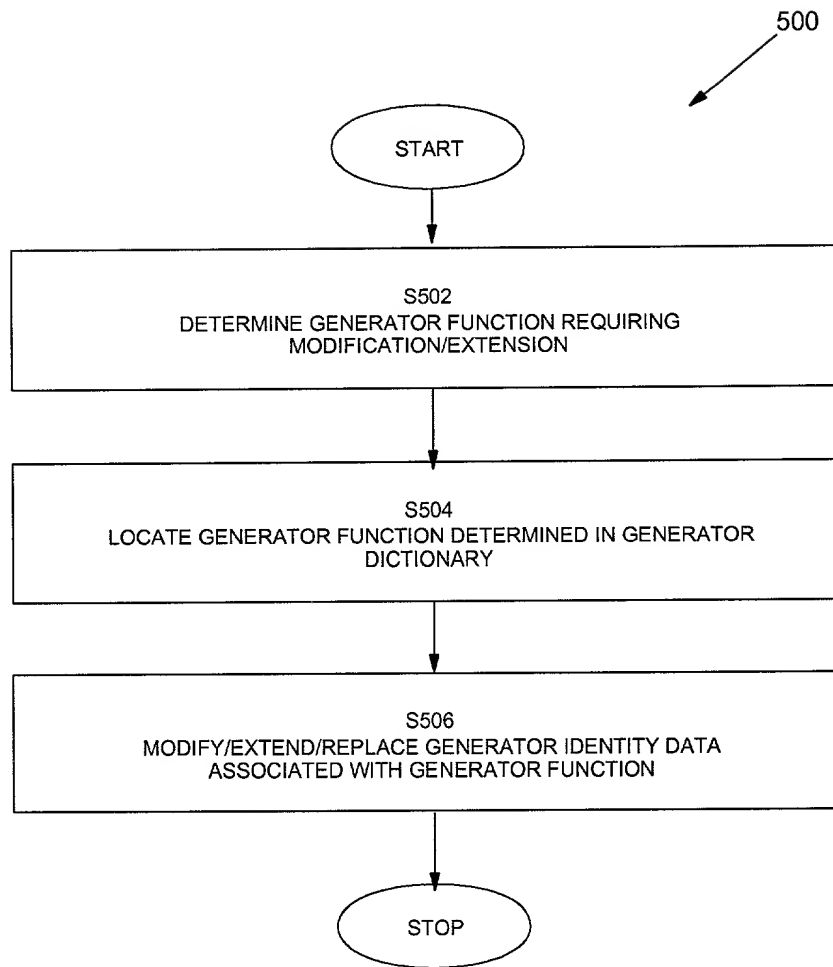 500
START
S502
DETERMINE GENERATOR FUNCTION REQUIRING
MODIFICATION/EXTENSION
S504
LOCATE GENERATOR FUNCTION DETERMINED IN GENERATOR
DICTIONARY
S506
MODIFY/EXTEND/REPLACE GENERATOR IDENTITY DATA
ASSOCIATED WITH GENERATOR FUNCTION
STOP